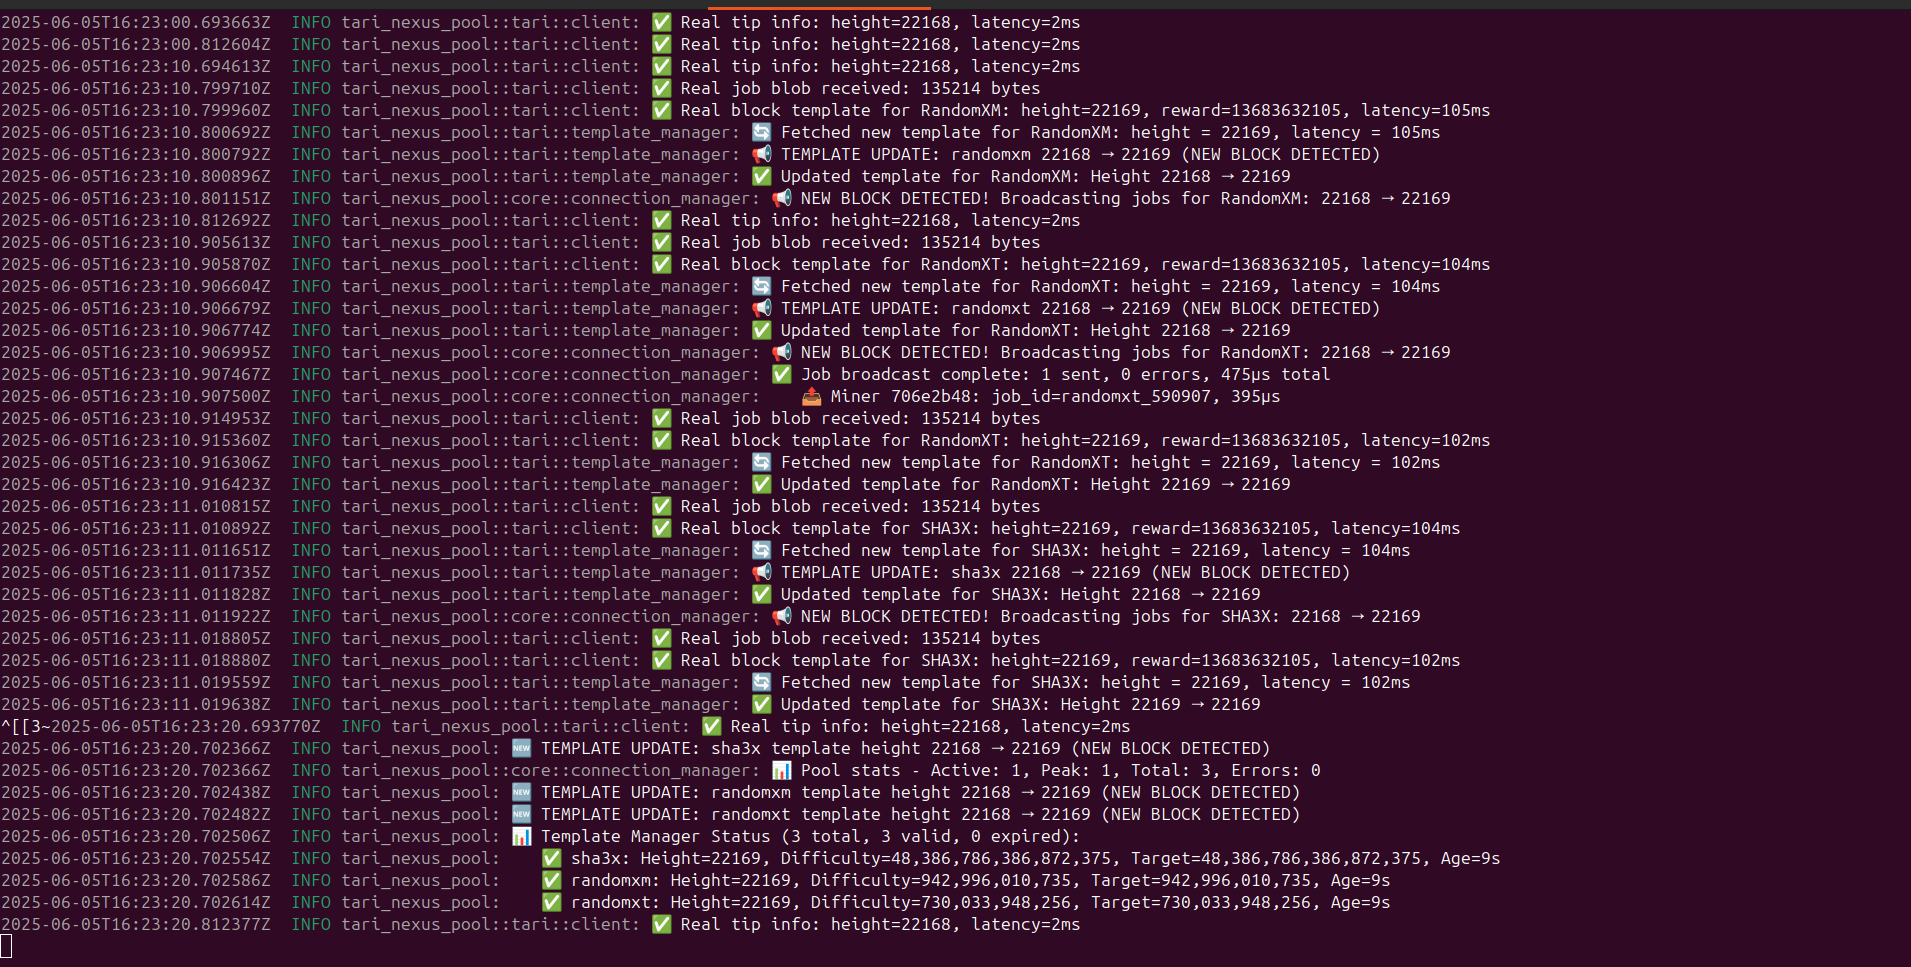 2025-06-05T16:23:00.693663Z  INFO tari_nexus_pool::tari::client: ✅ Real tip info: height=22168, latency=2ms
2025-06-05T16:23:00.812604Z  INFO tari_nexus_pool::tari::client: ✅ Real tip info: height=22168, latency=2ms
2025-06-05T16:23:10.694613Z  INFO tari_nexus_pool::tari::client: ✅ Real tip info: height=22168, latency=2ms
2025-06-05T16:23:10.799710Z  INFO tari_nexus_pool::tari::client: ✅ Real job blob received: 135214 bytes
2025-06-05T16:23:10.799960Z  INFO tari_nexus_pool::tari::client: ✅ Real block template for RandomXM: height=22169, reward=13683632105, latency=105ms
2025-06-05T16:23:10.800692Z  INFO tari_nexus_pool::tari::template_manager: 🔄 Fetched new template for RandomXM: height = 22169, latency = 105ms
2025-06-05T16:23:10.800792Z  INFO tari_nexus_pool::tari::template_manager: 📢 TEMPLATE UPDATE: randomxm 22168 → 22169 (NEW BLOCK DETECTED)
2025-06-05T16:23:10.800896Z  INFO tari_nexus_pool::tari::template_manager: ✅ Updated template for RandomXM: Height 22168 → 22169
2025-06-05T16:23:10.801151Z  INFO tari_nexus_pool::core::connection_manager: 📢 NEW BLOCK DETECTED! Broadcasting jobs for RandomXM: 22168 → 22169
2025-06-05T16:23:10.812692Z  INFO tari_nexus_pool::tari::client: ✅ Real tip info: height=22168, latency=2ms
2025-06-05T16:23:10.905613Z  INFO tari_nexus_pool::tari::client: ✅ Real job blob received: 135214 bytes
2025-06-05T16:23:10.905870Z  INFO tari_nexus_pool::tari::client: ✅ Real block template for RandomXT: height=22169, reward=13683632105, latency=104ms
2025-06-05T16:23:10.906604Z  INFO tari_nexus_pool::tari::template_manager: 🔄 Fetched new template for RandomXT: height = 22169, latency = 104ms
2025-06-05T16:23:10.906679Z  INFO tari_nexus_pool::tari::template_manager: 📢 TEMPLATE UPDATE: randomxt 22168 → 22169 (NEW BLOCK DETECTED)
2025-06-05T16:23:10.906774Z  INFO tari_nexus_pool::tari::template_manager: ✅ Updated template for RandomXT: Height 22168 → 22169
2025-06-05T16:23:10.906995Z  INFO tari_nexus_pool::core::connection_manager: 📢 NEW BLOCK DETECTED! Broadcasting jobs for RandomXT: 22168 → 22169
2025-06-05T16:23:10.907467Z  INFO tari_nexus_pool::core::connection_manager: ✅ Job broadcast complete: 1 sent, 0 errors, 475µs total
2025-06-05T16:23:10.907500Z  INFO tari_nexus_pool::core::connection_manager:    📤 Miner 706e2b48: job_id=randomxt_590907, 395µs
2025-06-05T16:23:10.914953Z  INFO tari_nexus_pool::tari::client: ✅ Real job blob received: 135214 bytes
2025-06-05T16:23:10.915360Z  INFO tari_nexus_pool::tari::client: ✅ Real block template for RandomXT: height=22169, reward=13683632105, latency=102ms
2025-06-05T16:23:10.916306Z  INFO tari_nexus_pool::tari::template_manager: 🔄 Fetched new template for RandomXT: height = 22169, latency = 102ms
2025-06-05T16:23:10.916423Z  INFO tari_nexus_pool::tari::template_manager: ✅ Updated template for RandomXT: Height 22169 → 22169
2025-06-05T16:23:11.010815Z  INFO tari_nexus_pool::tari::client: ✅ Real job blob received: 135214 bytes
2025-06-05T16:23:11.010892Z  INFO tari_nexus_pool::tari::client: ✅ Real block template for SHA3X: height=22169, reward=13683632105, latency=104ms
2025-06-05T16:23:11.011651Z  INFO tari_nexus_pool::tari::template_manager: 🔄 Fetched new template for SHA3X: height = 22169, latency = 104ms
2025-06-05T16:23:11.011735Z  INFO tari_nexus_pool::tari::template_manager: 📢 TEMPLATE UPDATE: sha3x 22168 → 22169 (NEW BLOCK DETECTED)
2025-06-05T16:23:11.011828Z  INFO tari_nexus_pool::tari::template_manager: ✅ Updated template for SHA3X: Height 22168 → 22169
2025-06-05T16:23:11.011922Z  INFO tari_nexus_pool::core::connection_manager: 📢 NEW BLOCK DETECTED! Broadcasting jobs for SHA3X: 22168 → 22169
2025-06-05T16:23:11.018805Z  INFO tari_nexus_pool::tari::client: ✅ Real job blob received: 135214 bytes
2025-06-05T16:23:11.018880Z  INFO tari_nexus_pool::tari::client: ✅ Real block template for SHA3X: height=22169, reward=13683632105, latency=102ms
2025-06-05T16:23:11.019559Z  INFO tari_nexus_pool::tari::template_manager: 🔄 Fetched new template for SHA3X: height = 22169, latency = 102ms
2025-06-05T16:23:11.019638Z  INFO tari_nexus_pool::tari::template_manager: ✅ Updated template for SHA3X: Height 22169 → 22169
^[[3~2025-06-05T16:23:20.693770Z  INFO tari_nexus_pool::tari::client: ✅ Real tip info: height=22168, latency=2ms
2025-06-05T16:23:20.702366Z  INFO tari_nexus_pool: 🆕 TEMPLATE UPDATE: sha3x template height 22168 → 22169 (NEW BLOCK DETECTED)
2025-06-05T16:23:20.702366Z  INFO tari_nexus_pool::core::connection_manager: 📊 Pool stats - Active: 1, Peak: 1, Total: 3, Errors: 0
2025-06-05T16:23:20.702438Z  INFO tari_nexus_pool: 🆕 TEMPLATE UPDATE: randomxm template height 22168 → 22169 (NEW BLOCK DETECTED)
2025-06-05T16:23:20.702482Z  INFO tari_nexus_pool: 🆕 TEMPLATE UPDATE: randomxt template height 22168 → 22169 (NEW BLOCK DETECTED)
2025-06-05T16:23:20.702506Z  INFO tari_nexus_pool: 📊 Template Manager Status (3 total, 3 valid, 0 expired):
2025-06-05T16:23:20.702554Z  INFO tari_nexus_pool:    ✅ sha3x: Height=22169, Difficulty=48,386,786,386,872,375, Target=48,386,786,386,872,375, Age=9s
2025-06-05T16:23:20.702586Z  INFO tari_nexus_pool:    ✅ randomxm: Height=22169, Difficulty=942,996,010,735, Target=942,996,010,735, Age=9s
2025-06-05T16:23:20.702614Z  INFO tari_nexus_pool:    ✅ randomxt: Height=22169, Difficulty=730,033,948,256, Target=730,033,948,256, Age=9s
2025-06-05T16:23:20.812377Z  INFO tari_nexus_pool::tari::client: ✅ Real tip info: height=22168, latency=2ms